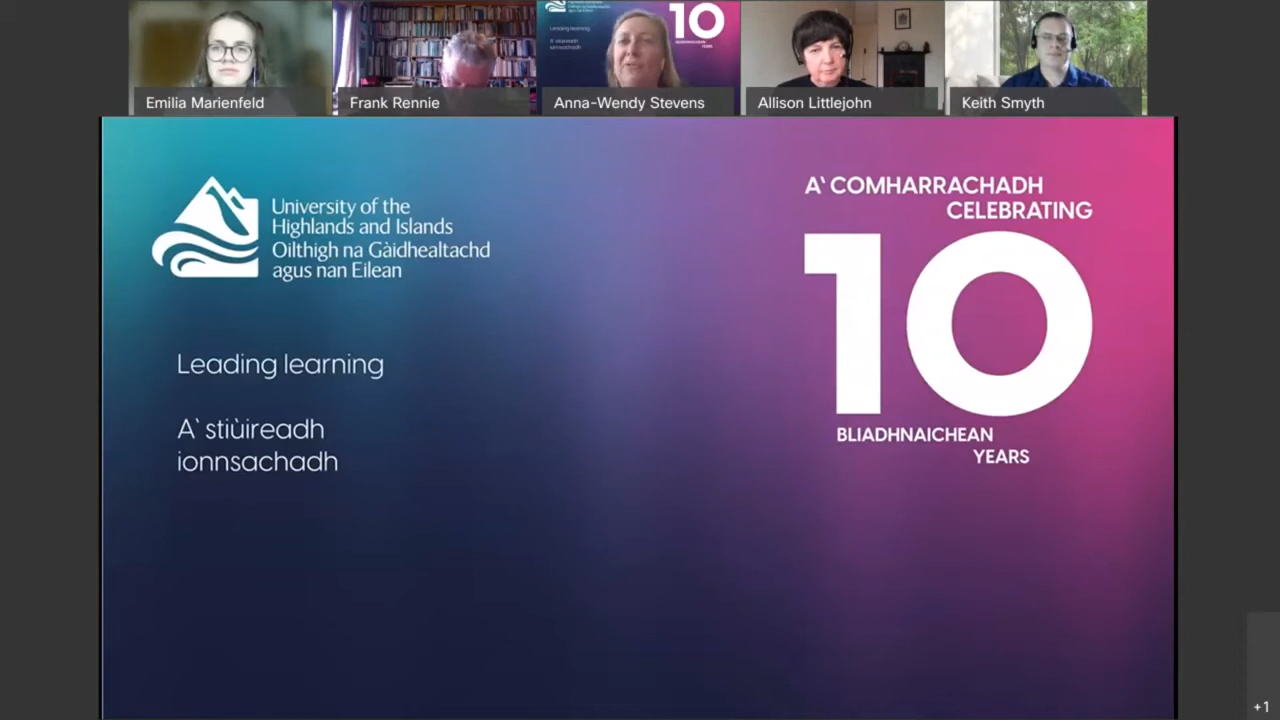 10
Emilia Marienfeld
Frank Rennie
Anna-Wendy Stevens
Allison Littlejohn
Keith Smyth
University of the
Highlands and Islands
Oilthigh na Gàidhealtachd
agus nan Eilean
Leading learning
A` stiùireadh
ionnsachadh
A` COMHARRACHADH
CELEBRATING
10
BLIADHNAICHEAN
YEARS
+1